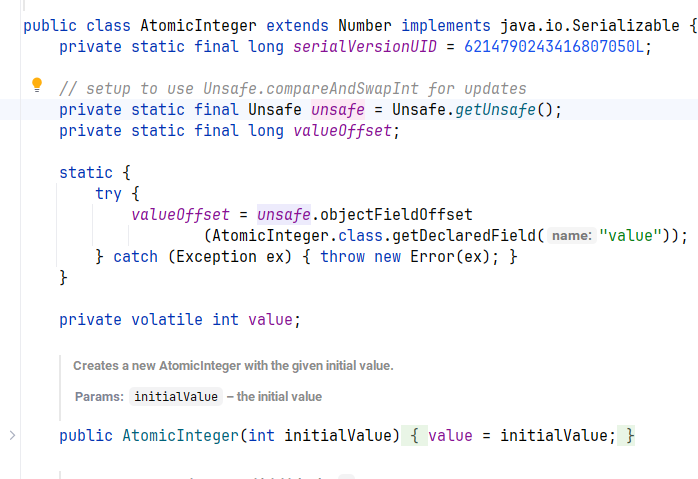 public class AtomicInteger extends Number implements java.io.Serializable {
private static final long serialVersionUID = 6214790243416807050L;
// setup to use Unsafe.compareAndSwapInt for updates
private static final Unsafe unsafe = Unsafe.getUnsafe();
private static final long valueOffset;
static {
try {
valueOffset = unsafe.objectFieldOffset
(AtomicInteger.class.getDeclaredField( name: "value"));
} catch (Exception ex) { throw new Error(ex); }
}
private volatile int value;
Creates a new AtomicInteger with the given initial value.
Params: initialValue – the initial value
public AtomicInteger(int initialValue) { value = initialValue; }